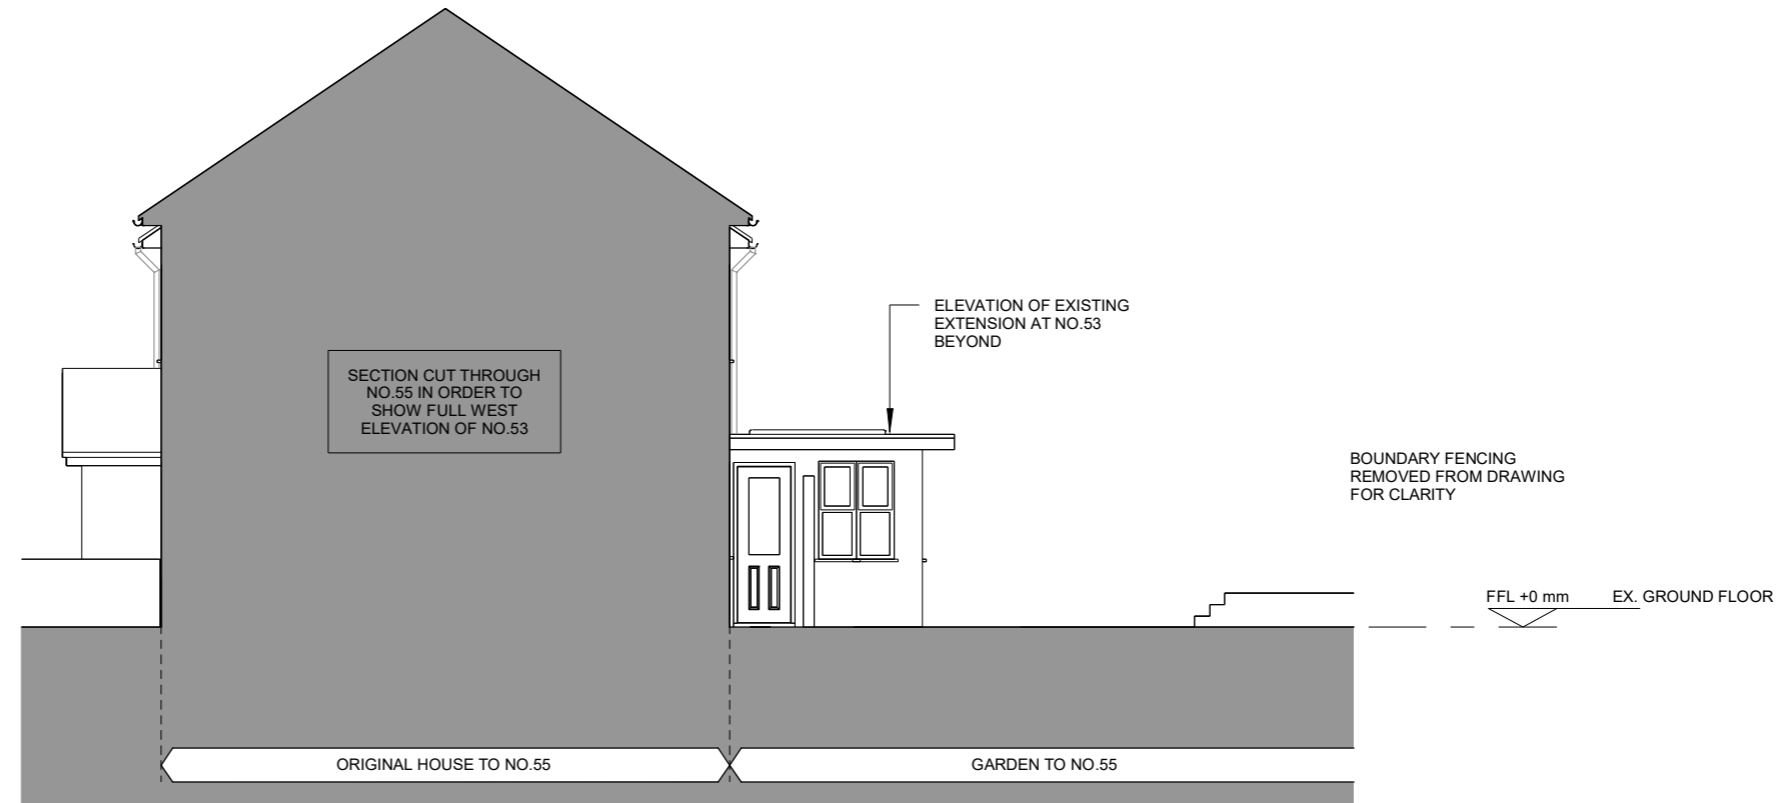 ELEVATION OF EXISTING
EXTENSION AT NO.53
BEYOND
SECTION CUT THROUGH
NO.55 IN ORDER TO
SHOW FULL WEST
ELEVATION OF NO.53
BOUNDARY FENCING
REMOVED FROM DRAWING
FOR CLARITY
FFL +0 mm EX. GROUND FLOOR
ORIGINAL HOUSE TO NO.55
GARDEN TO NO.55